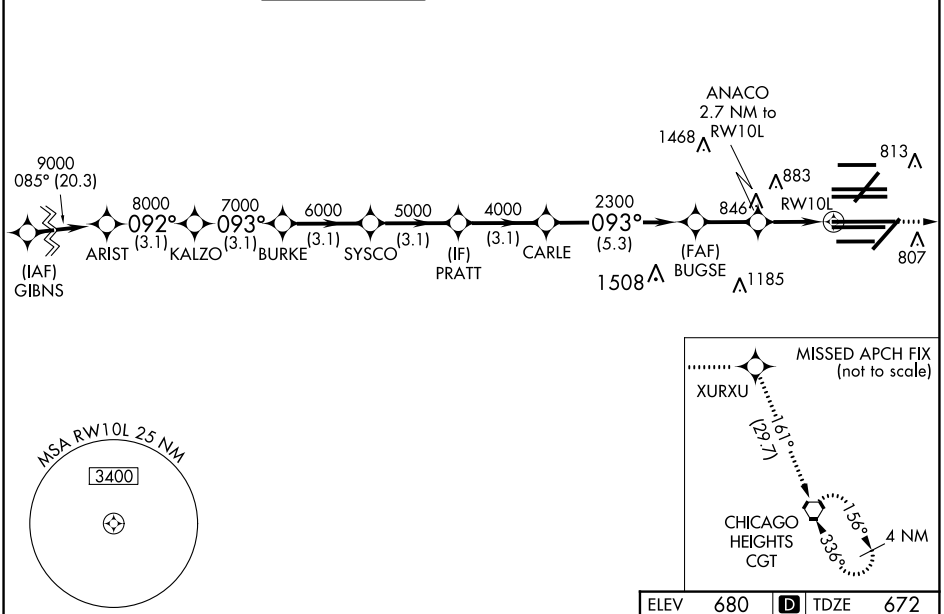 ANACO
2.7 NM to
RW10L
1468
813
883
846
RW10L
807
9000
085° (20.3)
8000
092°
(3.1)
7000
093°
(3.1)
6000
(3.1)
5000
(3.1)
4000
(3.1)
2300
093°
(5.3)
(IAF)
GIBNS
ARIST
KALZO
BURKE
SYSCO
(IF)
PRATT
CARLE
(FAF)
BUGSE
1508
1185
MISSED APCH FIX
(not to scale)
XURXU
161°
(29.7)
CHICAGO
HEIGHTS
CGT
156°
336°
4 NM
MSA RW10L 25 NM
3400
ELEV 680 D TDZE 672